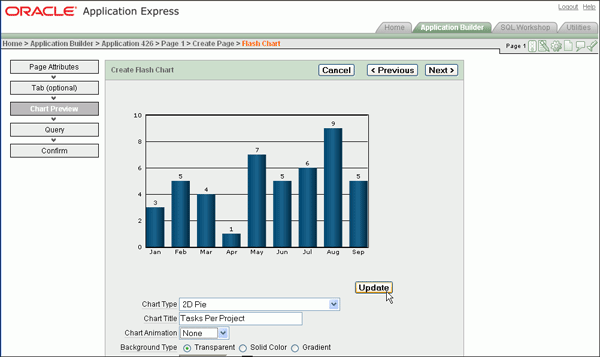 ORACLE Application Express
Logout Help
Home Application Builder SQL Workshop Utilities
Home > Application Builder > Application 426 > Page 1 > Create Page > Flash Chart
Page 1
Page Attributes
Tab (optional)
Chart Preview
Query
Confirm
Create Flash Chart
Cancel < Previous Next >
10
8
6
4
2
0
3 5 4 1 7 5 6 9 5
Jan Feb Mar Apr May Jun Jul Aug Sep
Update
Chart Type 2D Pie
Chart Title Tasks Per Project
Chart Animation None
Background Type Transparent Solid Color Gradient